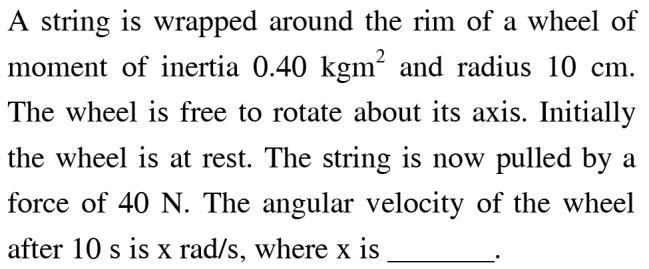 A string is wrapped around the rim of a wheel of
moment of inertia 0.40 kgm² and radius 10 cm.
The wheel is free to rotate about its axis. Initially
the wheel is at rest. The string is now pulled by a
force of 40 N. The angular velocity of the wheel
after 10 s is x rad/s, where x is ________.